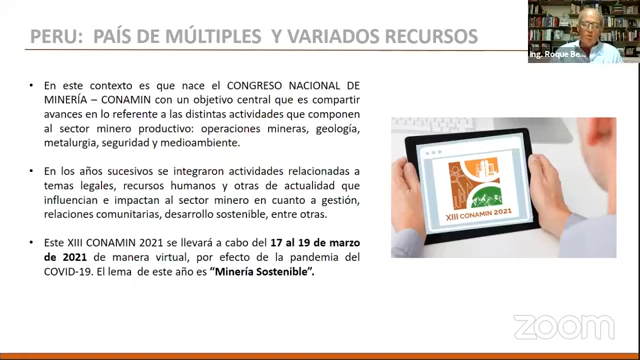 PERU: PAÍS DE MÚLTIPLES Y VARIADOS RECURSOS
Ing. Roque Be...
• En este contexto es que nace el CONGRESO NACIONAL DE
MINERÍA – CONAMIN con un objetivo central que es compartir
avances en lo referente a las distintas actividades que componen
al sector minero productivo: operaciones mineras, geología,
metalurgia, seguridad y medioambiente.
• En los años sucesivos se integraron actividades relacionadas a
temas legales, recursos humanos y otras de actualidad que
influencian e impactan al sector minero en cuanto a gestión,
relaciones comunitarias, desarrollo sostenible, entre otras.
• Este XIII CONAMIN 2021 se llevará a cabo del 17 al 19 de marzo
de 2021 de manera virtual, por efecto de la pandemia del
COVID-19. El lema de este año es “Minería Sostenible”.
XIII CONAMIN 2021
zoom